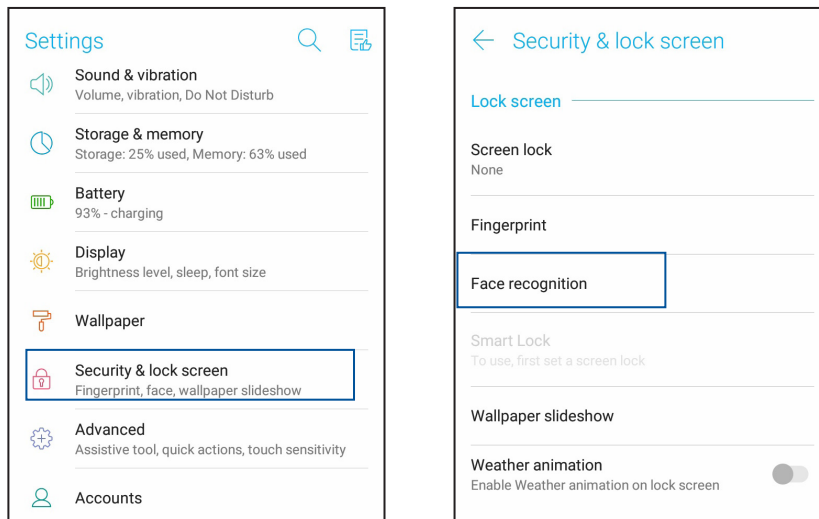 Settings
Sound & vibration
Volume, vibration, Do Not Disturb
Storage & memory
Storage: 25% used, Memory: 63% used
Battery
93% - charging
Display
Brightness level, sleep, font size
Wallpaper
Security & lock screen
Fingerprint, face, wallpaper slideshow
Advanced
Assistive tool, quick actions, touch sensitivity
Accounts
Security & lock screen
Lock screen
Screen lock
None
Fingerprint
Face recognition
Smart Lock
To use, first set a screen lock
Wallpaper slideshow
Weather animation
Enable Weather animation on lock screen